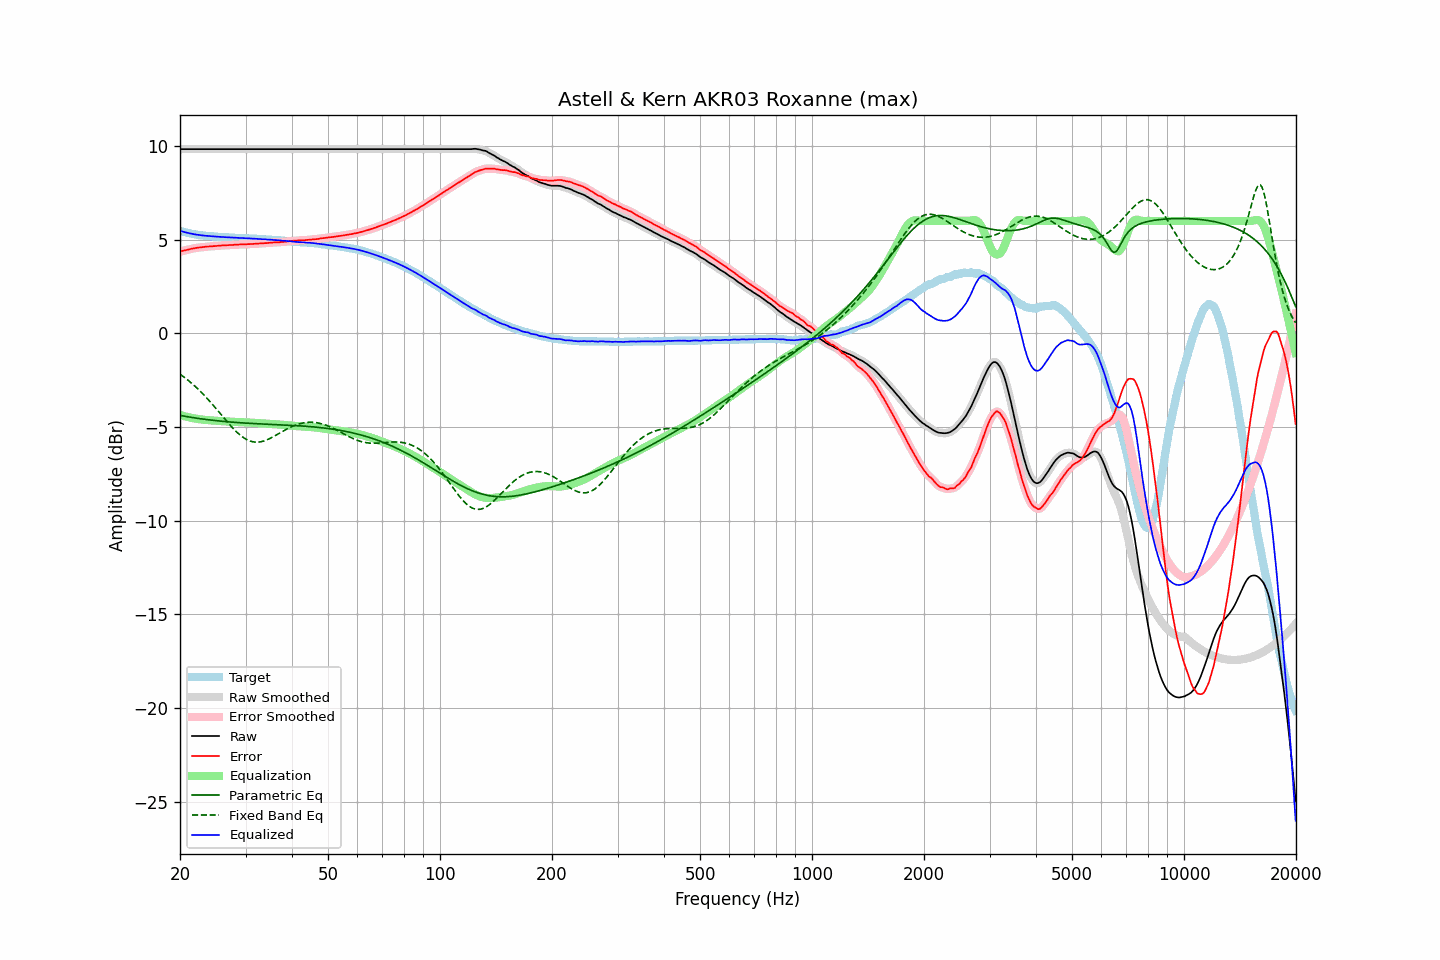 Astell & Kern AKR03 Roxanne (max)
Amplitude (dBr)
10
5
0
−5
−10
−15
−20
−25
Target
Raw Smoothed
Error Smoothed
Raw
Error
Equalization
Parametric Eq
Fixed Band Eq
Equalized
20 50 100 200 500 1000 2000 5000 10000 20000
Frequency (Hz)